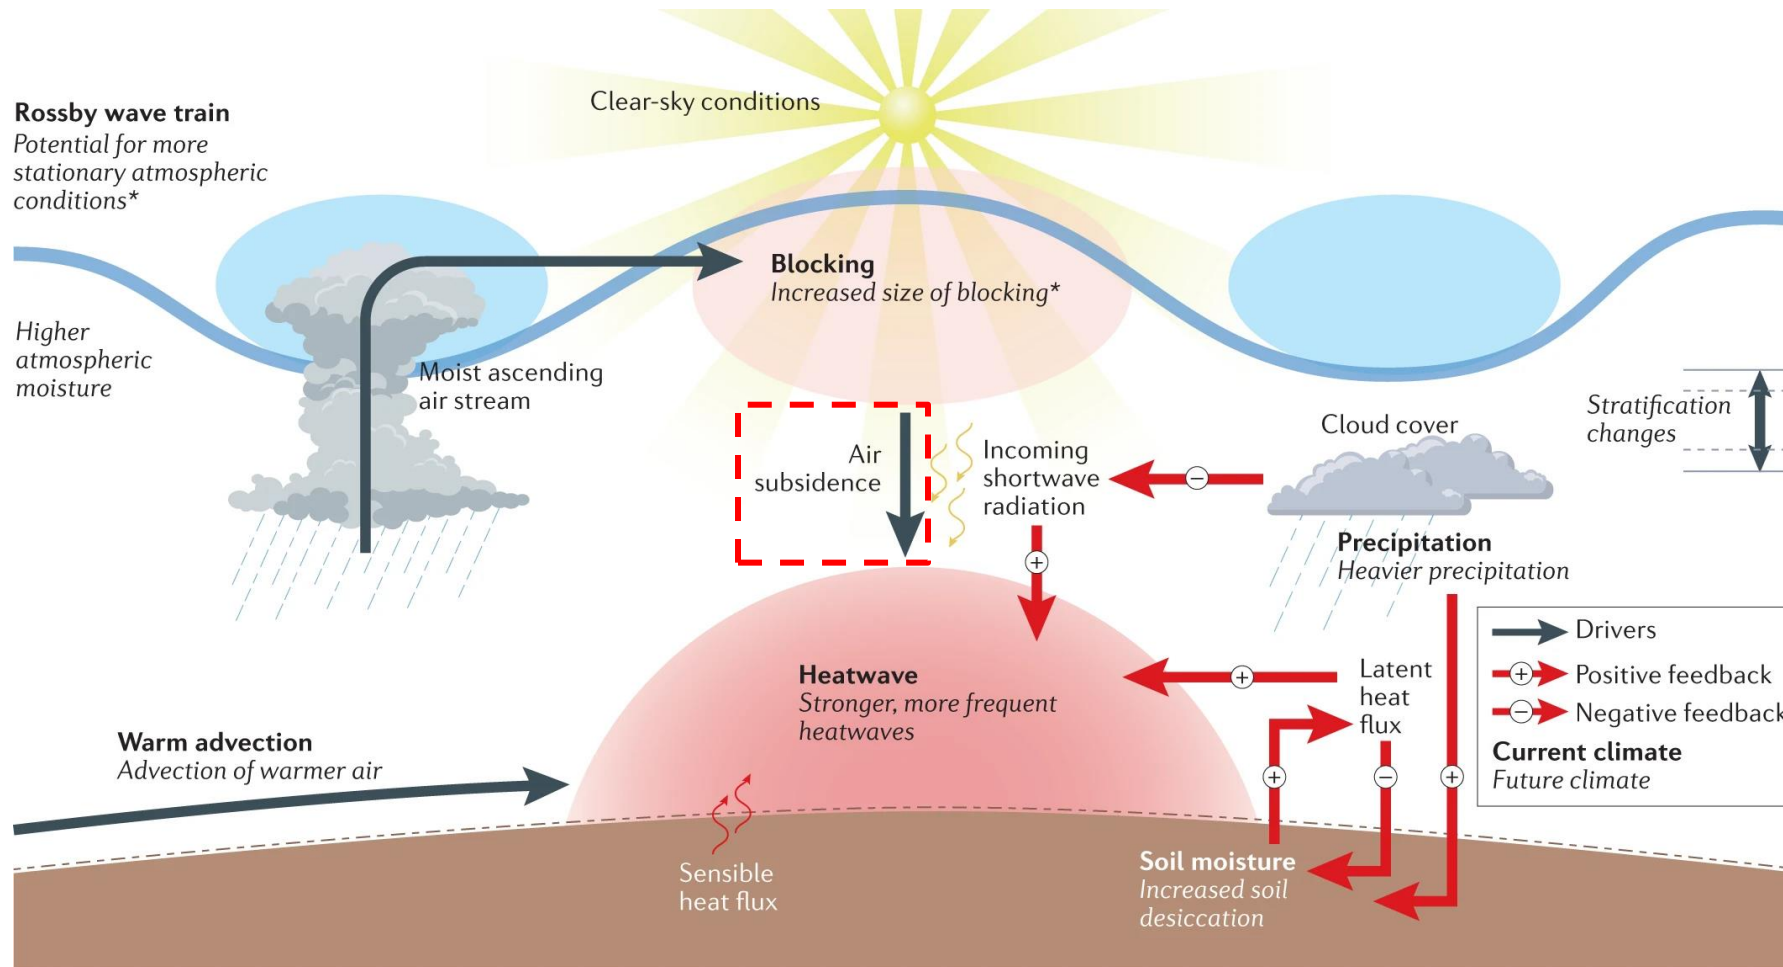 Rossby wave train
Potential for more
stationary atmospheric
conditions*
Clear-sky conditions
Blocking
Increased size of blocking*
Higher
atmospheric
moisture
Moist ascending
air stream
Air
subsidence
Incoming
shortwave
radiation
Cloud cover
Stratification
changes
Precipitation
Heavier precipitation
Heatwave
Stronger, more frequent
heatwaves
Latent
heat
flux
Warm advection
Advection of warmer air
Sensible
heat flux
Soil moisture
Increased soil
desiccation
−
+
+
+
−
+
Drivers
+ Positive feedback
− Negative feedback
Current climate
Future climate